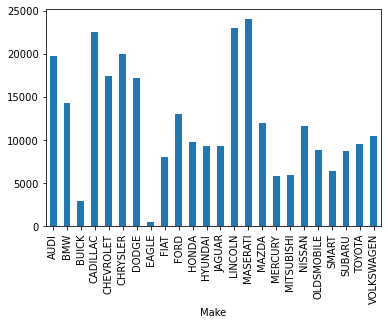 25000
20000
15000
10000
5000
0
AUDI
BMW
BUICK
CADILLAC
CHEVROLET
CHRYSLER
DODGE
EAGLE
FIAT
FORD
HONDA
HYUNDAI
JAGUAR
LINCOLN
MASERATI
MAZDA
MERCURY
MITSUBISHI
NISSAN
OLDSMOBILE
SMART
SUBARU
TOYOTA
VOLKSWAGEN
Make